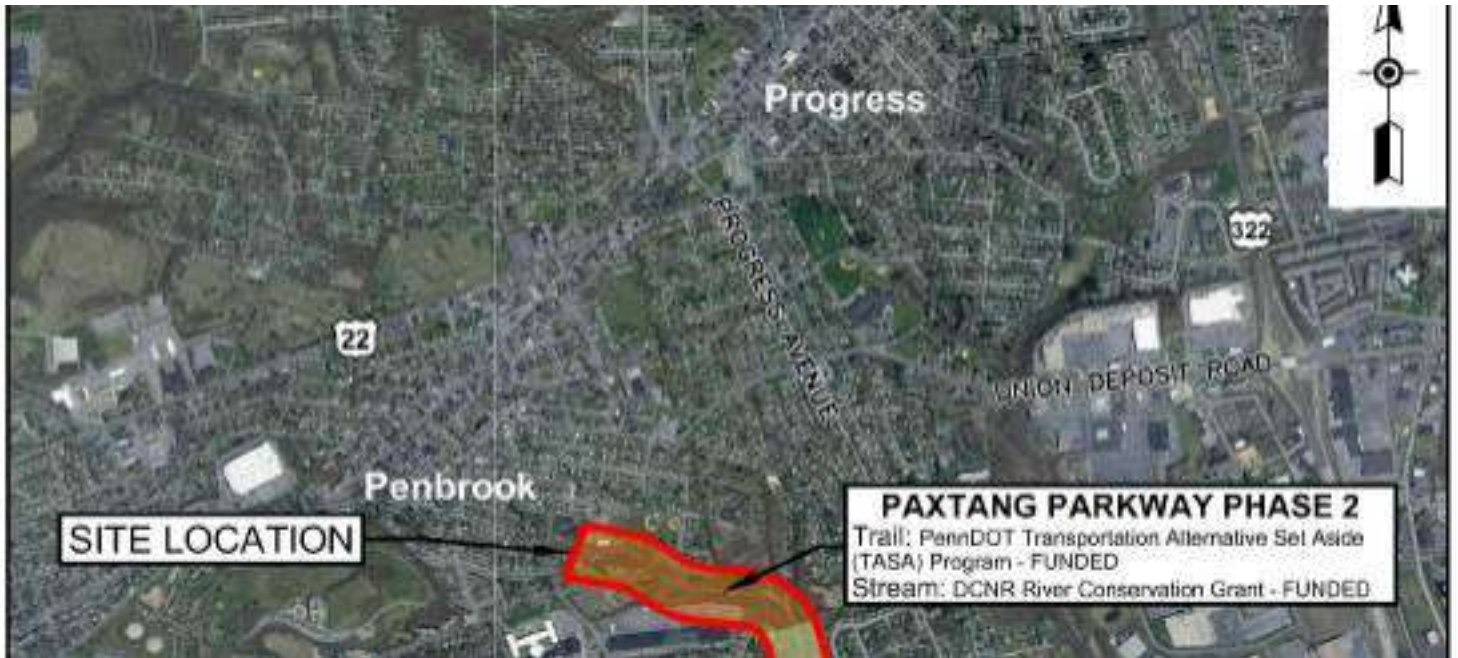 Progress
PROGRESS AVENUE
322
22
UNION DEPOSIT ROAD
Penbrook
SITE LOCATION
PAXTANG PARKWAY PHASE 2
Trail: PennDOT Transportation Alternative Set Aside
(TASA) Program - FUNDED
Stream: DCNR River Conservation Grant - FUNDED